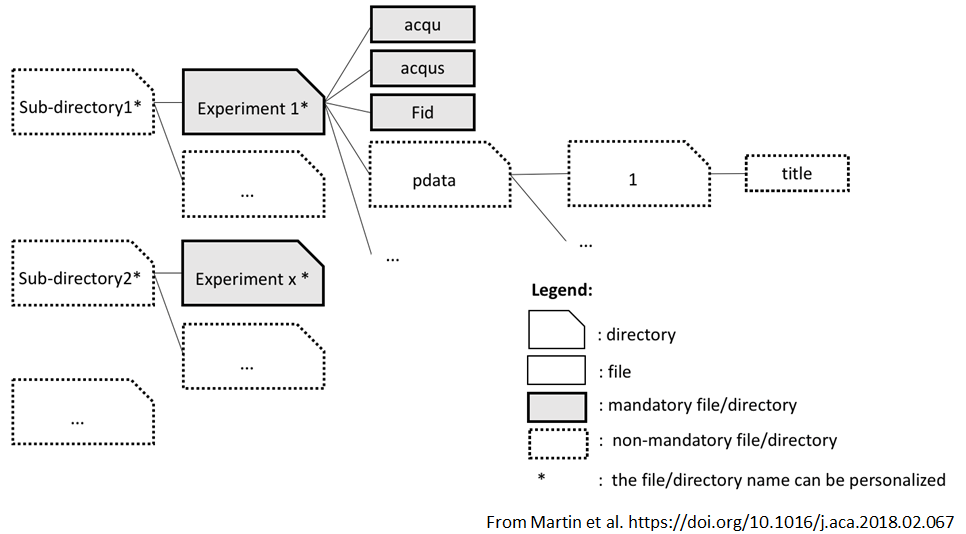 acqu
acqus
Fid
Sub-directory1*
Experiment 1*
...
pdata
1
title
...
...
Sub-directory2*
Experiment x *
...
...
Legend:
: directory
: file
: mandatory file/directory
: non-mandatory file/directory
* : the file/directory name can be personalized
From Martin et al. https://doi.org/10.1016/j.aca.2018.02.067